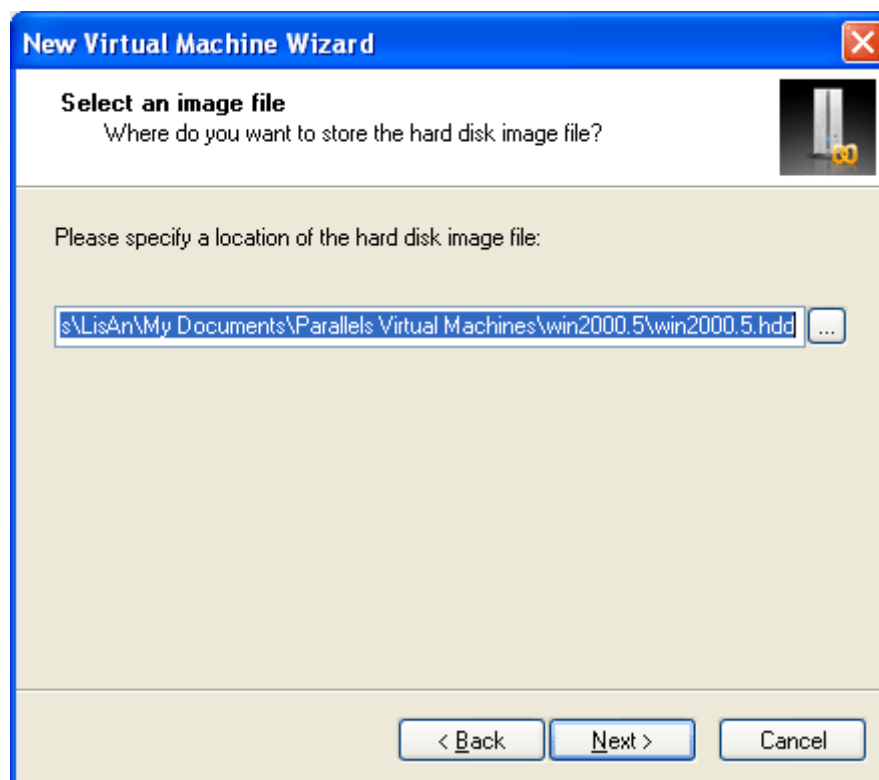 New Virtual Machine Wizard
Select an image file
Where do you want to store the hard disk image file?
Please specify a location of the hard disk image file:
s\LisAn\My Documents\Parallels Virtual Machines\win2000.5\win2000.5.hdd ...
< Back Next > Cancel